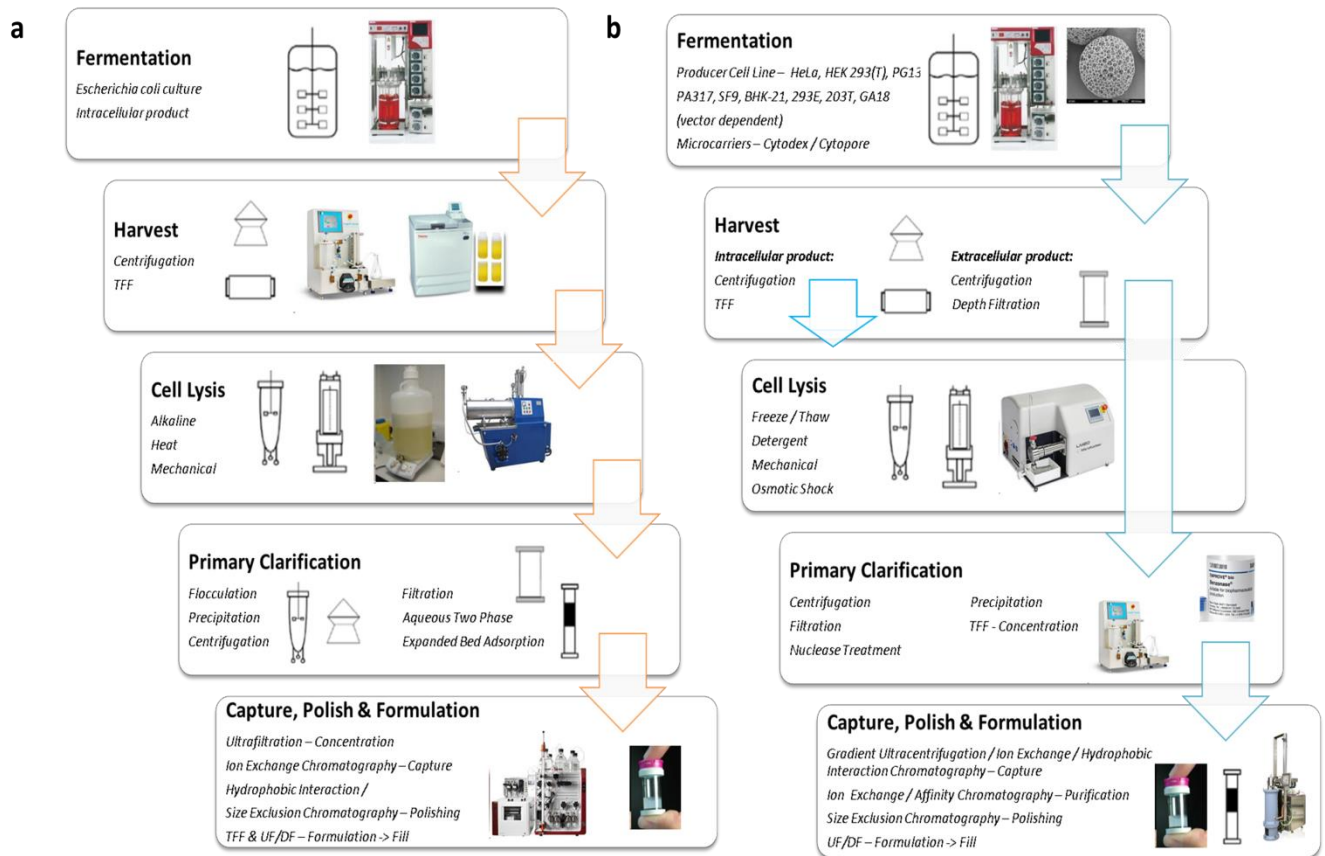 a
Fermentation
Escherichia coli culture
Intracellular product
Harvest
Centrifugation
TFF
Cell Lysis
Alkaline
Heat
Mechanical
Primary Clarification
Flocculation
Precipitation
Centrifugation
Filtration
Aqueous Two Phase
Expanded Bed Adsorption
Capture, Polish & Formulation
Ultrafiltration – Concentration
Ion Exchange Chromatography – Capture
Hydrophobic Interaction /
Size Exclusion Chromatography – Polishing
TFF & UF/DF – Formulation -> Fill
b
Fermentation
Producer Cell Line – HeLa, HEK 293(T), PG13
PA317, SF9, BHK-21, 293E, 203T, GA18
(vector dependent)
Microcarriers – Cytodex / Cytopore
Harvest
Intracellular product:
Centrifugation
TFF
Extracellular product:
Centrifugation
Depth Filtration
Cell Lysis
Freeze / Thaw
Detergent
Mechanical
Osmotic Shock
Primary Clarification
Centrifugation
Filtration
Nuclease Treatment
Precipitation
TFF - Concentration
Benzonase®
Capture, Polish & Formulation
Gradient Ultracentrifugation / Ion Exchange / Hydrophobic
Interaction Chromatography – Capture
Ion Exchange / Affinity Chromatography – Purification
Size Exclusion Chromatography – Polishing
UF/DF – Formulation -> Fill